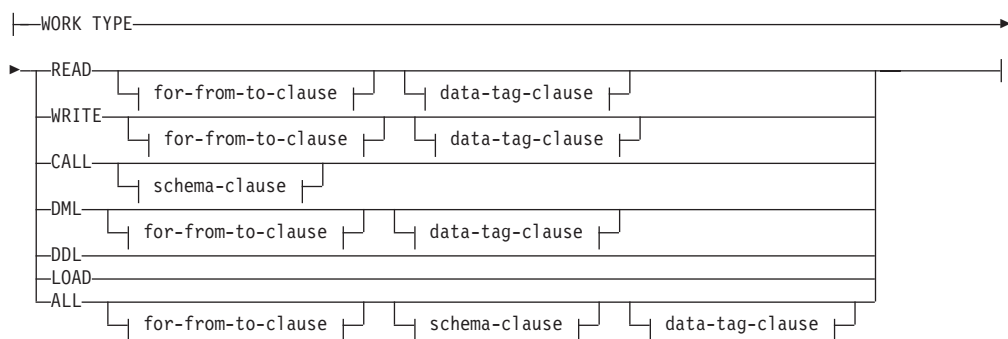 WORK TYPE
READ
for-from-to-clause data-tag-clause
WRITE
for-from-to-clause data-tag-clause
CALL
schema-clause
DML
for-from-to-clause data-tag-clause
DDL
LOAD
ALL
for-from-to-clause schema-clause data-tag-clause